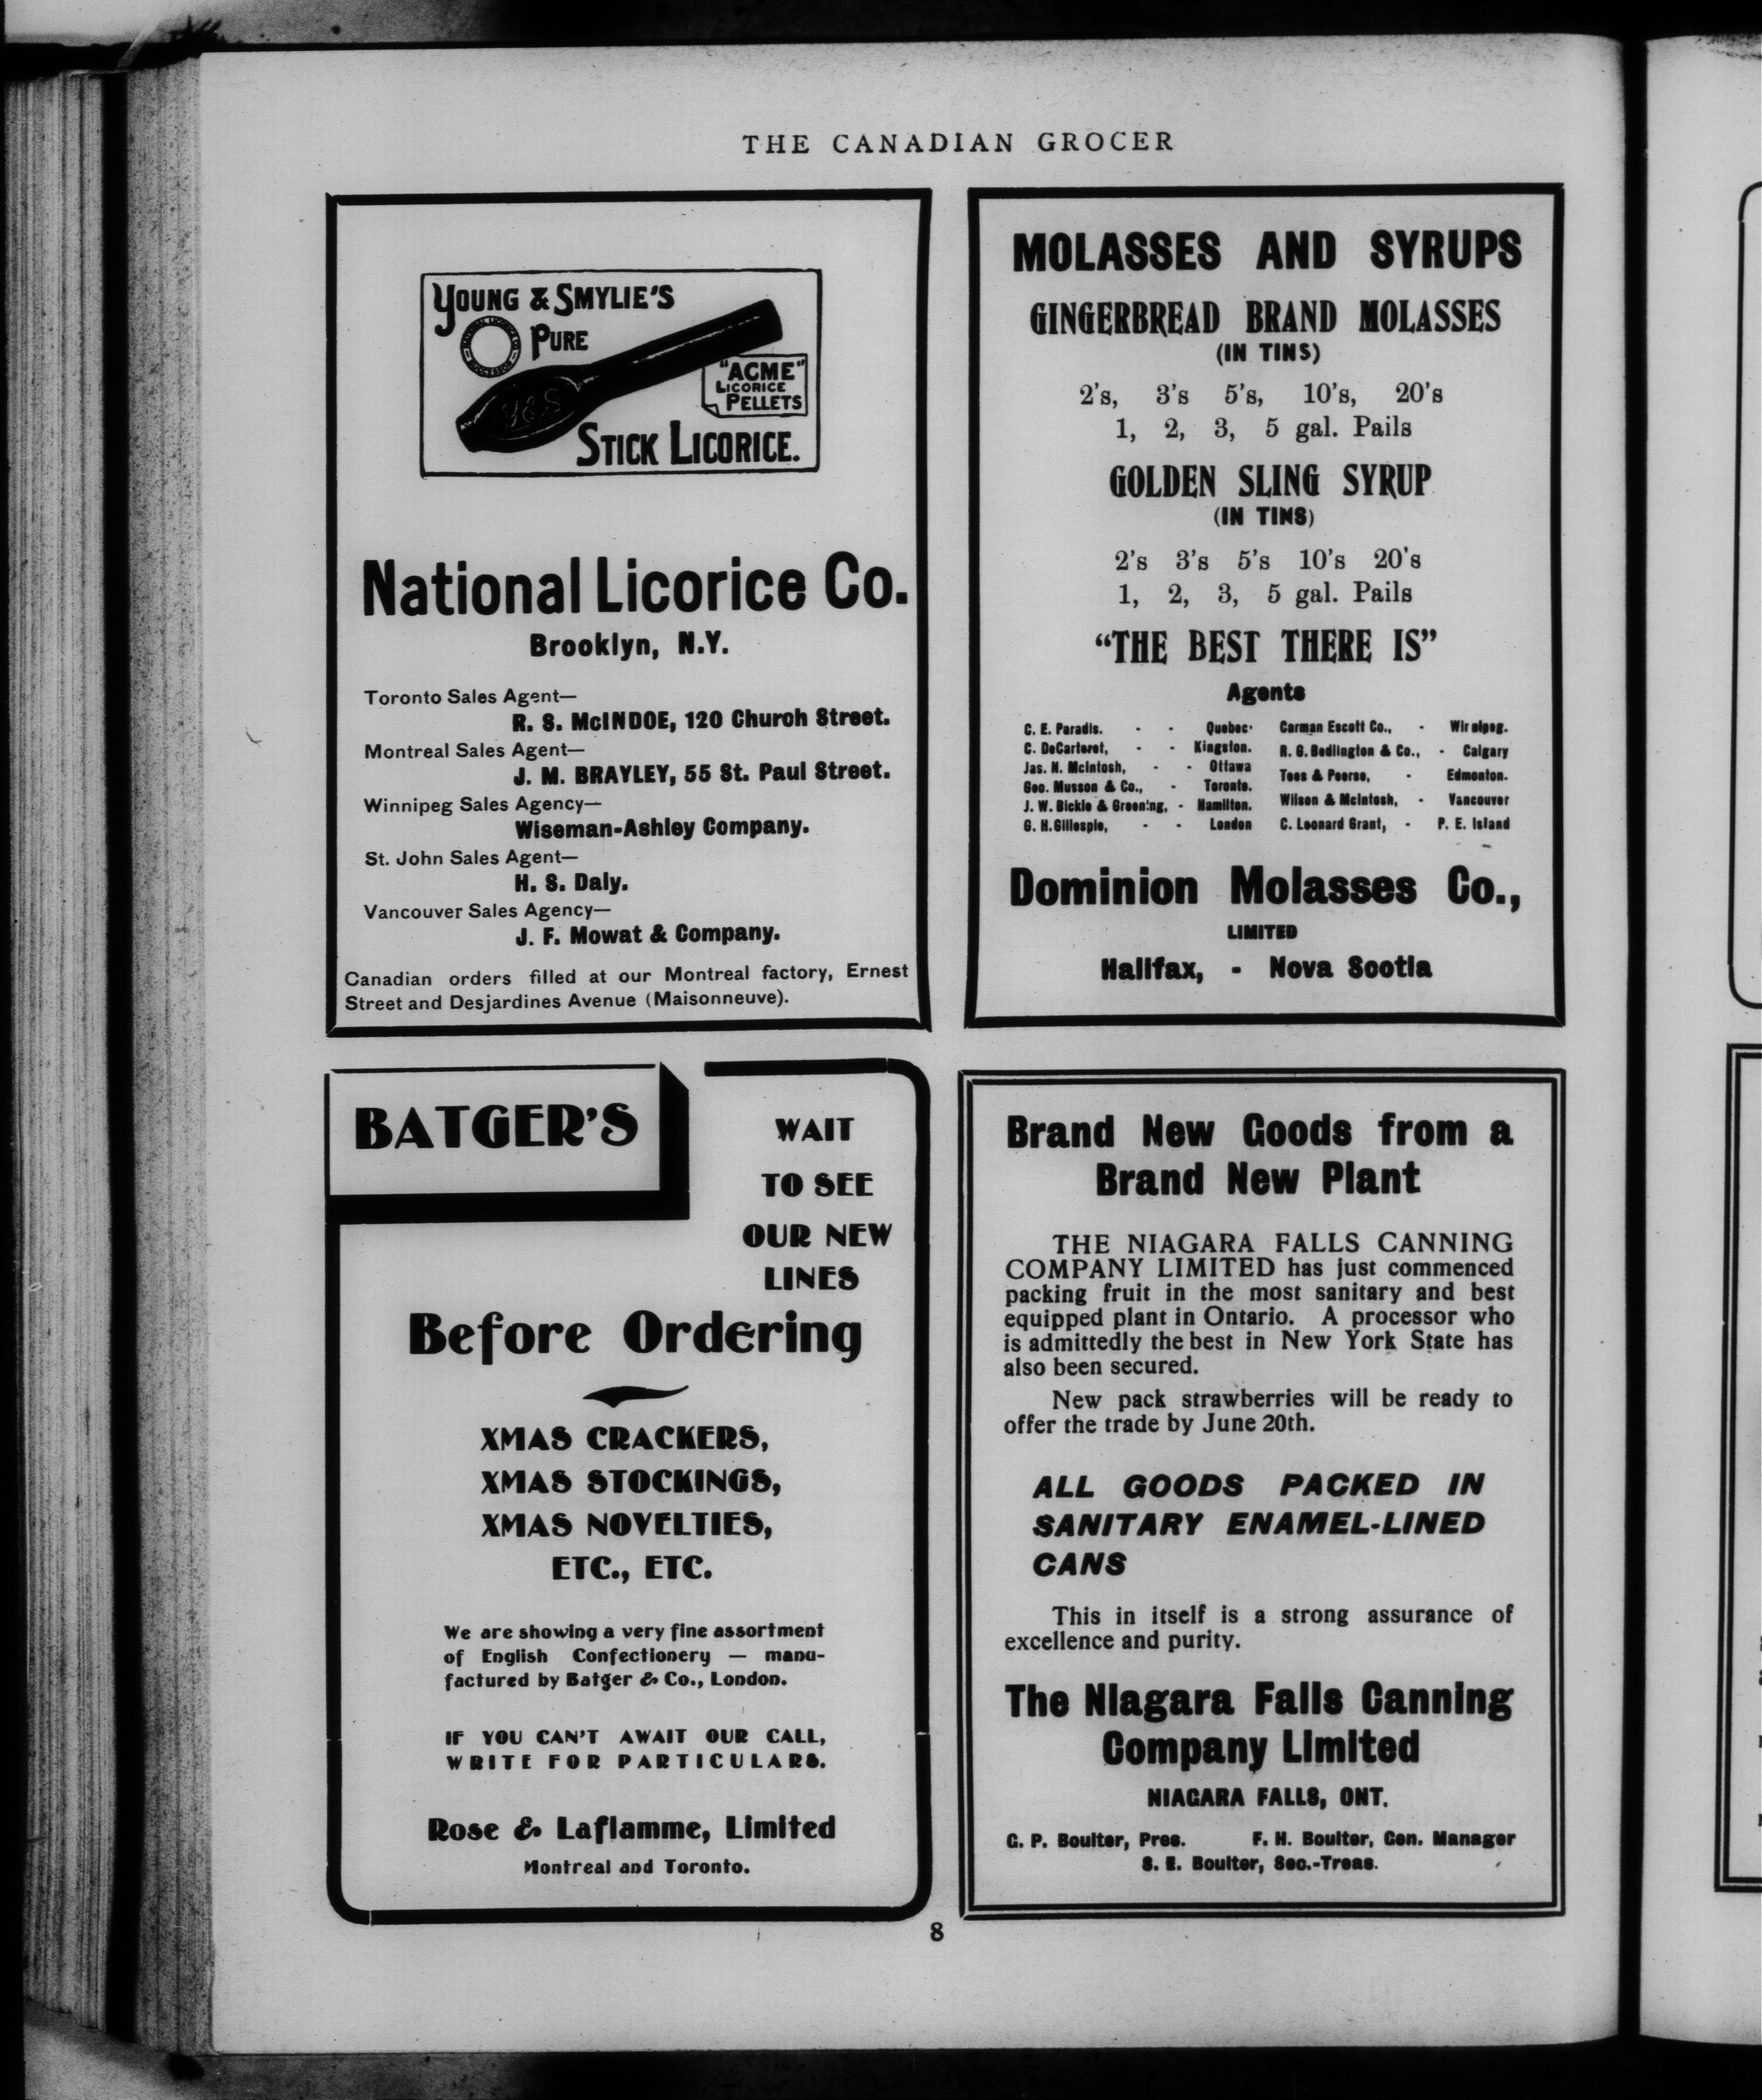 THE CANADIAN GROCER
YOUNG & SMYLIE'S
PURE
"ACME"
LICORICE
PELLETS
Y&S
STICK LICORICE.
National Licorice Co.
Brooklyn, N.Y.
Toronto Sales Agent—
R. S. McINDOE, 120 Church Street.
Montreal Sales Agent—
J. M. BRAYLEY, 55 St. Paul Street.
Winnipeg Sales Agency—
Wiseman-Ashley Company.
St. John Sales Agent—
H. S. Daly.
Vancouver Sales Agency—
J. F. Mowat & Company.
Canadian orders filled at our Montreal factory, Ernest
Street and Desjardines Avenue (Maisonneuve).
MOLASSES AND SYRUPS
GINGERBREAD BRAND MOLASSES
(IN TINS)
2's, 3's 5's, 10's, 20's
1, 2, 3, 5 gal. Pails
GOLDEN SLING SYRUP
(IN TINS)
2's 3's 5's 10's 20's
1, 2, 3, 5 gal. Pails
"THE BEST THERE IS"
Agents
C. E. Paradis. - - Quebec·
C. DeCarteret, - - Kingston.
Jas. N. McIntosh, - - Ottawa
Geo. Musson & Co., - Toronto.
J. W. Bickle & Greening, - Hamilton.
G. H. Gillespie, - - London
Carman Escott Co., - Winnipeg.
R. G. Bedlington & Co., - Calgary
Tees & Peerse, - Edmonton.
Wilson & McIntosh, - Vancouver
C. Leonard Grant, - P. E. Island
Dominion Molasses Co.,
LIMITED
Halifax, - Nova Scotia
BATGER'S
WAIT
TO SEE
OUR NEW
LINES
Before Ordering
XMAS CRACKERS,
XMAS STOCKINGS,
XMAS NOVELTIES,
ETC., ETC.
We are showing a very fine assortment
of English Confectionery — manu-
factured by Batger & Co., London.
IF YOU CAN'T AWAIT OUR CALL,
WRITE FOR PARTICULARS.
Rose & Laflamme, Limited
Montreal and Toronto.
Brand New Goods from a
Brand New Plant
THE NIAGARA FALLS CANNING
COMPANY LIMITED has just commenced
packing fruit in the most sanitary and best
equipped plant in Ontario. A processor who
is admittedly the best in New York State has
also been secured.
New pack strawberries will be ready to
offer the trade by June 20th.
ALL GOODS PACKED IN
SANITARY ENAMEL-LINED
CANS
This in itself is a strong assurance of
excellence and purity.
The Niagara Falls Canning
Company Limited
NIAGARA FALLS, ONT.
G. P. Boulter, Pres. F. H. Boulter, Gen. Manager
S. E. Boulter, Sec.-Treas.
8